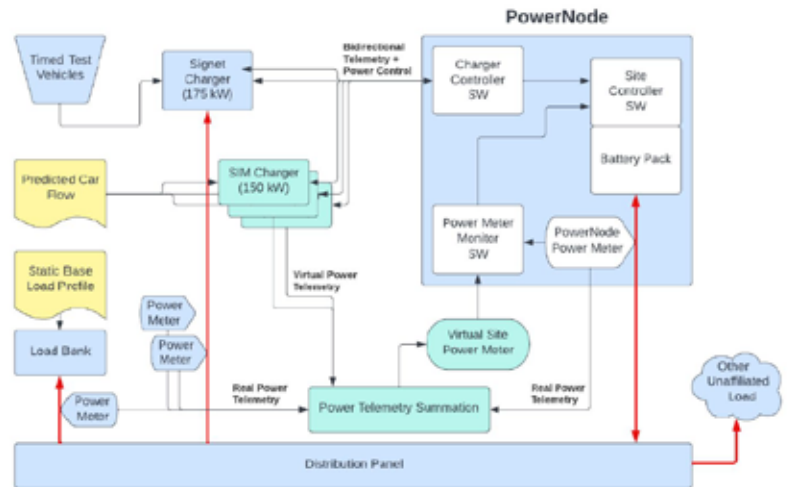 PowerNode
Timed Test
Vehicles
Signet
Charger
(175 kW)
Bidirectional
Telemetry +
Power Control
Charger
Controller
SW
Site
Controller
SW
Battery Pack
Predicted Car
Flow
SIM Charger
(150 kW)
Power Meter
Monitor
SW
PowerNode
Power Meter
Static Base
Load Profile
Virtual Power
Telemetry
Power
Meter
Power
Meter
Load Bank
Virtual Site
Power Meter
Other
Unaffiliated
Load
Power
Meter
Real Power
Telemetry
Power Telemetry Summation
Real Power
Telemetry
Distribution Panel